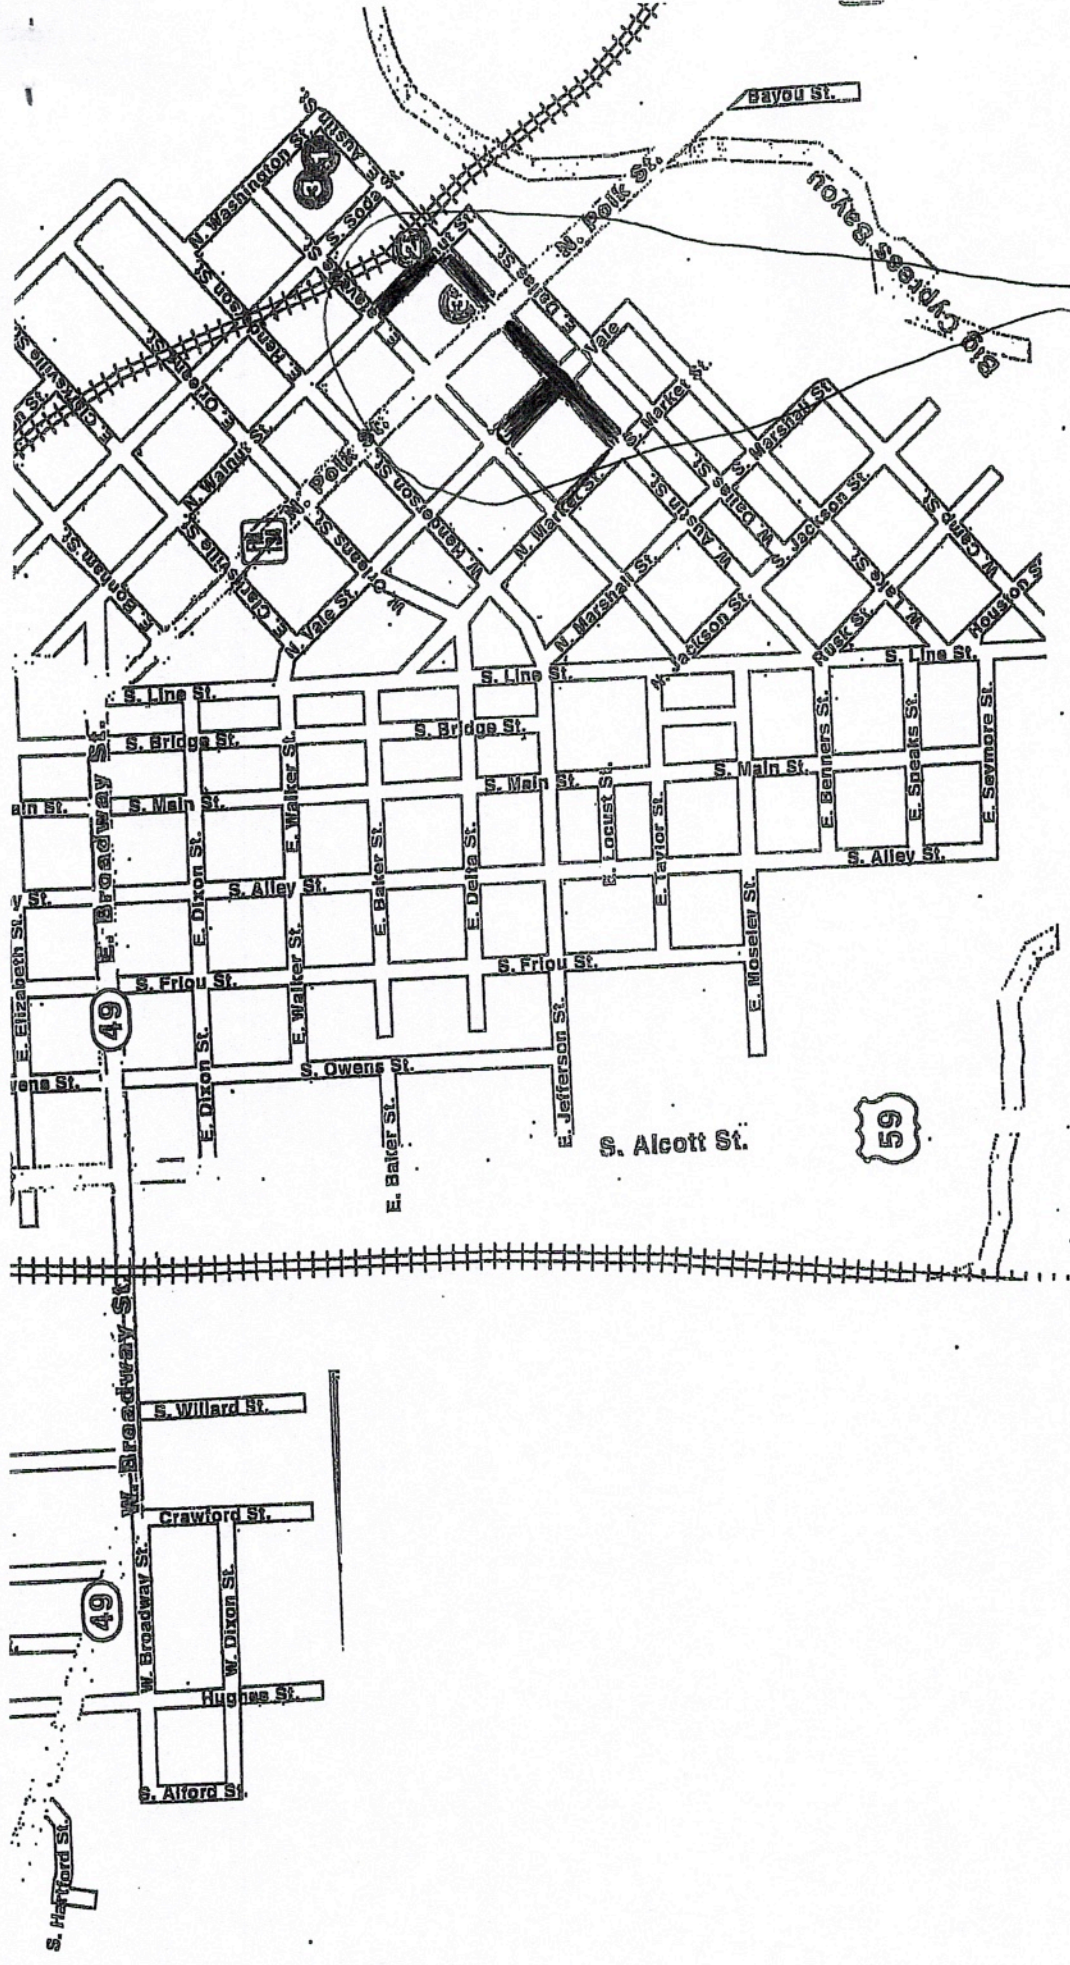 Bayou St.
N. Washington St.
E. Austin St.
3
1
S. Soda
N. Polk St.
Big Cypress Bayou
2
E. Dallas St.
Vale
S. Market St.
S. Marshall St.
E. Orleans St.
N. Walnut St.
N. Polk St.
N. Market St.
W. Austin St.
W. Dallas St.
S. Jackson St.
W. Camp St.
Houston St.
E. Bonham St.
N. Vale St.
N. Marshall St.
N. Jackson St.
Rusk St.
W. Lafayette St.
S. Line St.
S. Line St.
S. Line St.
S. Bridge St.
S. Bridge St.
S. Main St.
S. Main St.
S. Main St.
E. Broadway St.
E. Dixon St.
E. Walker St.
E. Baker St.
E. Delta St.
E. Locust St.
E. Taylor St.
E. Benners St.
E. Speaks St.
E. Seymore St.
S. Alley St.
S. Alley St.
E. Elizabeth St.
E. Walker St.
E. Moseley St.
S. Friou St.
S. Friou St.
49
S. Owens St.
E. Dixon St.
E. Baker St.
E. Jefferson St.
S. Alcott St.
59
W. Broadway St.
S. Willard St.
Crawford St.
49
W. Broadway St.
W. Dixon St.
Hughes St.
S. Alford St.
S. Hartford St.